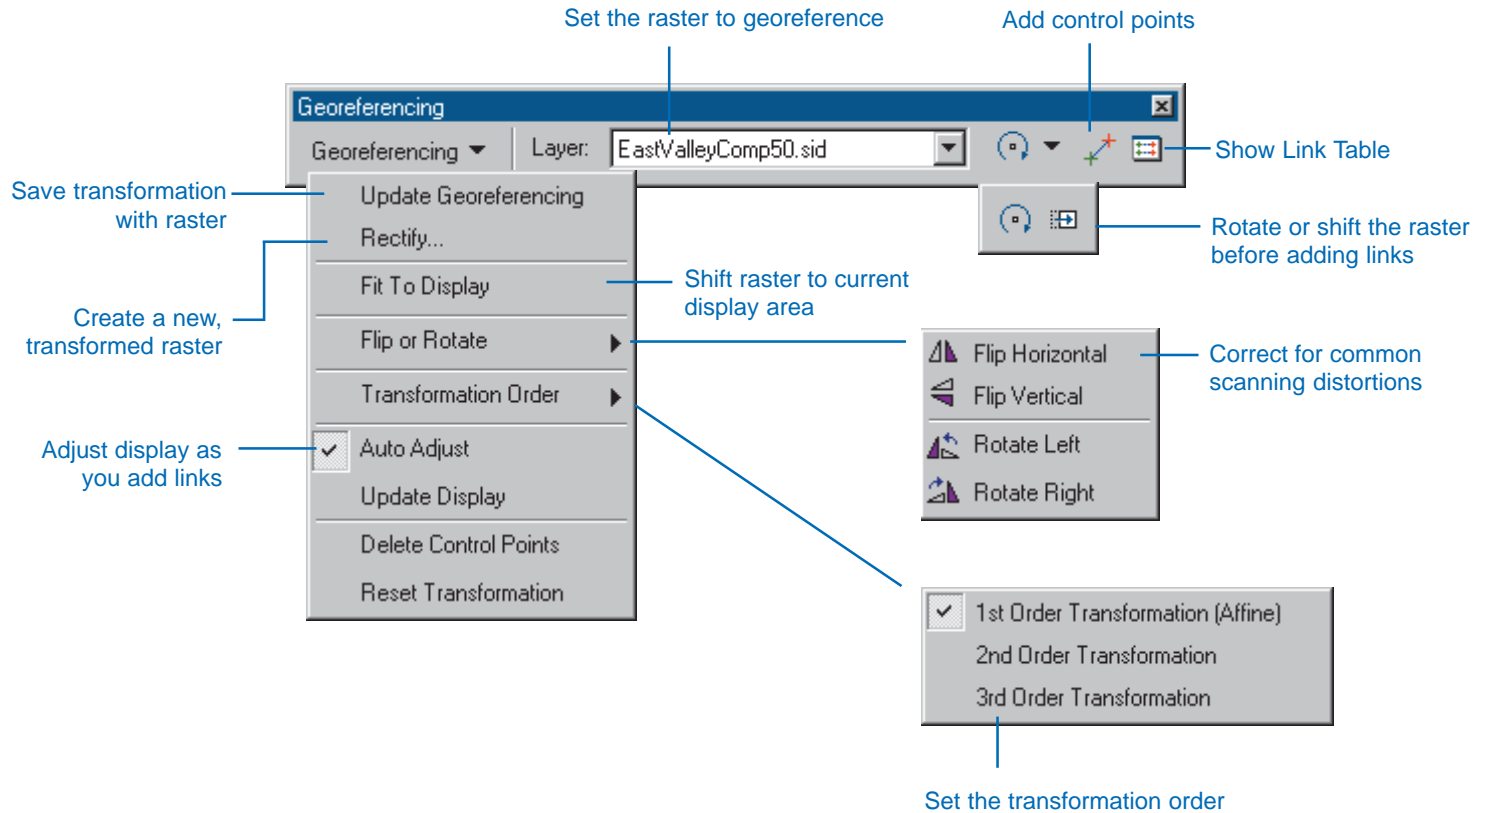 Set the raster to georeference
Add control points
Georeferencing
Georeferencing
Layer:
EastValleyComp50.sid
Show Link Table
Save transformation
with raster
Update Georeferencing
Rectify...
Rotate or shift the raster
before adding links
Fit To Display
Shift raster to current
display area
Create a new,
transformed raster
Flip or Rotate
Flip Horizontal
Flip Vertical
Rotate Left
Rotate Right
Correct for common
scanning distortions
Transformation Order
Adjust display as
you add links
Auto Adjust
Update Display
Delete Control Points
Reset Transformation
1st Order Transformation (Affine)
2nd Order Transformation
3rd Order Transformation
Set the transformation order